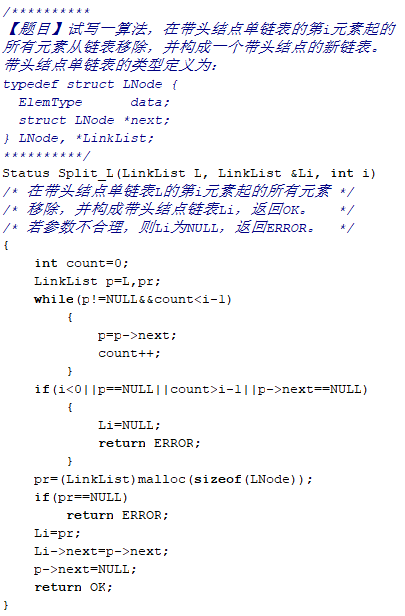 /**********
【题目】试写一算法，在带头结点单链表的第i元素起的
所有元素从链表移除，并构成一个带头结点的新链表。
带头结点单链表的类型定义为：
typedef struct LNode {
  ElemType      data;
  struct LNode *next;
} LNode, *LinkList;
**********/
Status Split_L(LinkList L, LinkList &Li, int i)
/* 在带头结点单链表L的第i元素起的所有元素 */
/* 移除，并构成带头结点链表Li，返回OK。   */
/* 若参数不合理，则Li为NULL，返回ERROR。  */
{
    int count=0;
    LinkList p=L,pr;
    while(p!=NULL&&count<i-1)
        {
            p=p->next;
            count++;
        }
    if(i<0||p==NULL||count>i-1||p->next==NULL)
        {
            Li=NULL;
            return ERROR;
        }
    pr=(LinkList)malloc(sizeof(LNode));
    if(pr==NULL)
        return ERROR;
    Li=pr;
    Li->next=p->next;
    p->next=NULL;
    return OK;
}